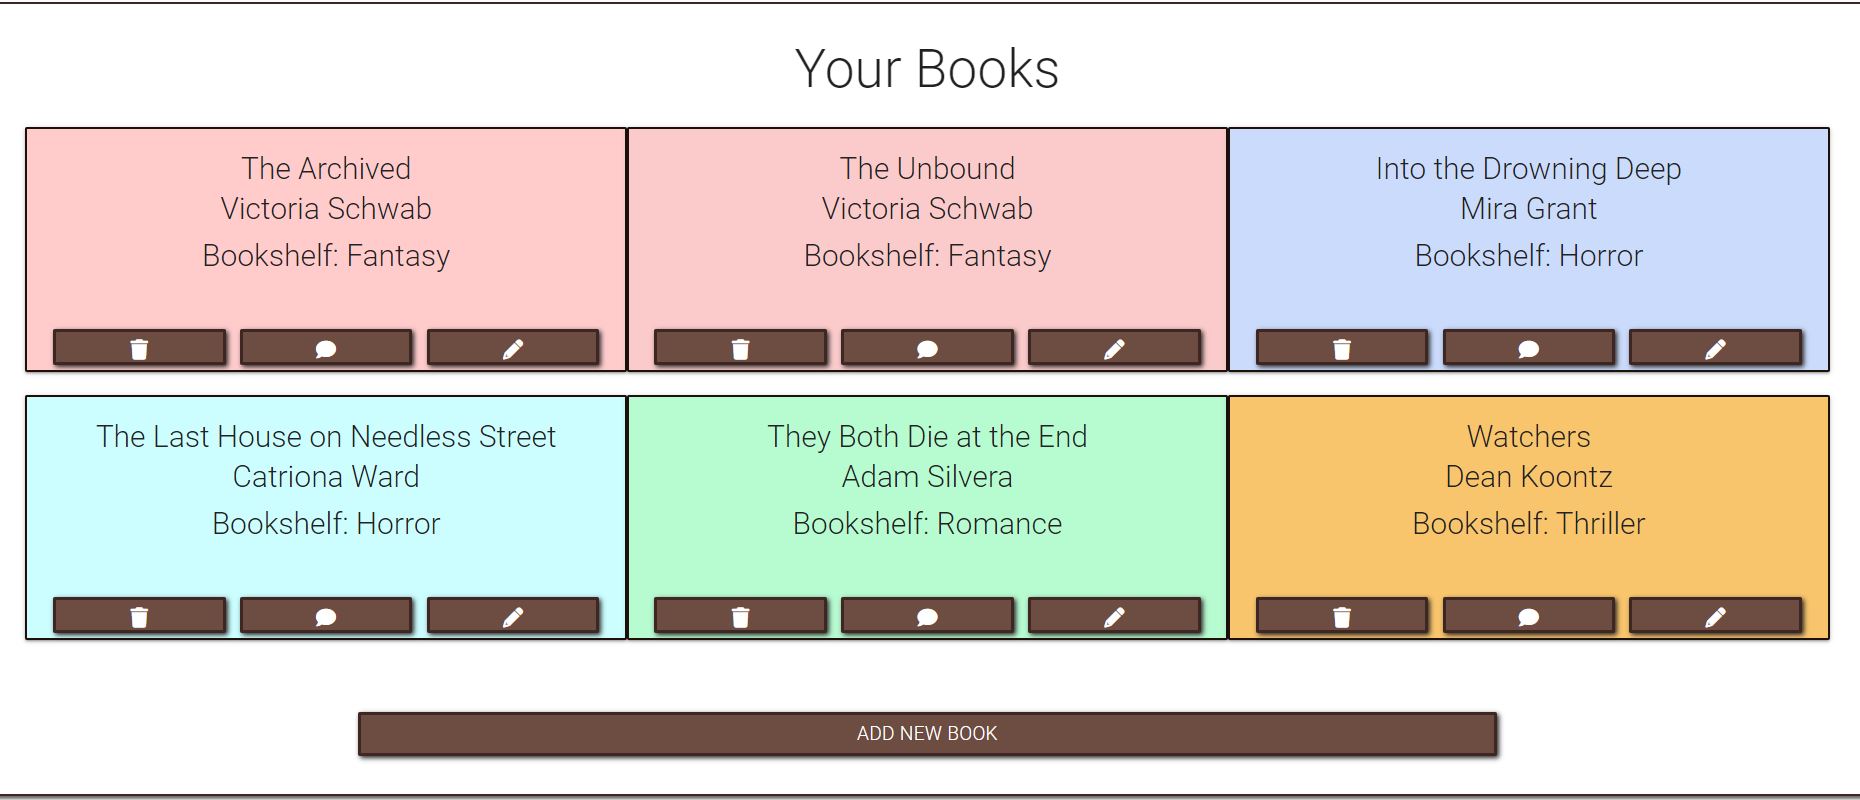 Your Books
The Archived
Victoria Schwab
Bookshelf: Fantasy
The Unbound
Victoria Schwab
Bookshelf: Fantasy
Into the Drowning Deep
Mira Grant
Bookshelf: Horror
The Last House on Needless Street
Catriona Ward
Bookshelf: Horror
They Both Die at the End
Adam Silvera
Bookshelf: Romance
Watchers
Dean Koontz
Bookshelf: Thriller
ADD NEW BOOK